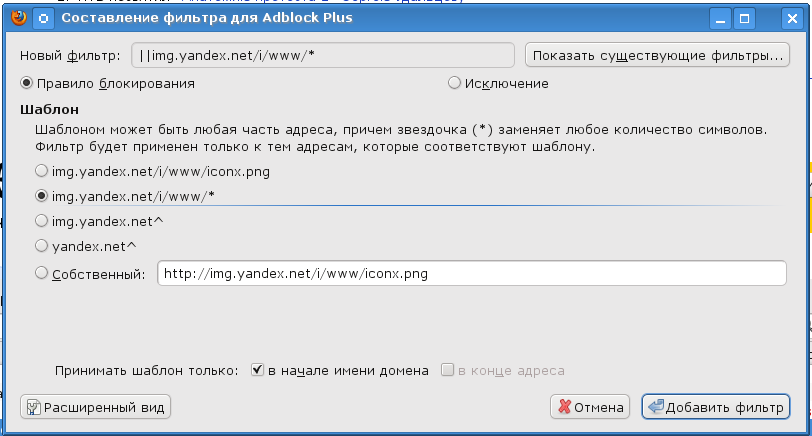 Составление фильтра для Adblock Plus
Новый фильтр: ||img.yandex.net/i/www/* Показать существующие фильтры...
Правило блокирования Исключение
Шаблон
Шаблоном может быть любая часть адреса, причем звездочка (*) заменяет любое количество символов.
Фильтр будет применен только к тем адресам, которые соответствуют шаблону.
img.yandex.net/i/www/iconx.png
img.yandex.net/i/www/*
img.yandex.net^
yandex.net^
Собственный: http://img.yandex.net/i/www/iconx.png
Принимать шаблон только: в начале имени домена в конце адреса
Расширенный вид Отмена Добавить фильтр